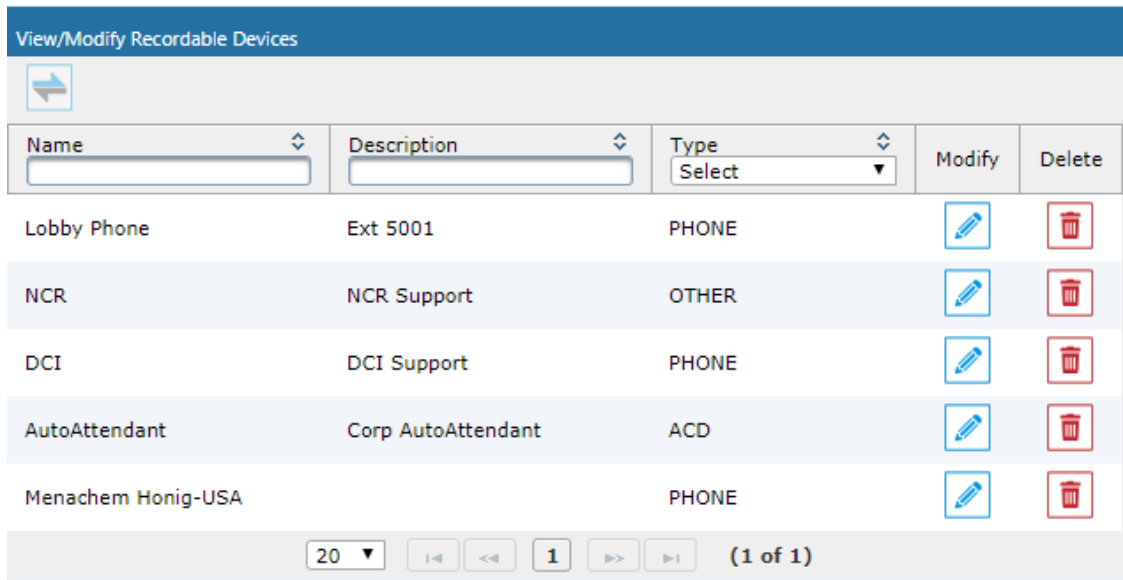 View/Modify Recordable Devices
Name Description Type Modify Delete
Select
Lobby Phone Ext 5001 PHONE
NCR NCR Support OTHER
DCI DCI Support PHONE
AutoAttendant Corp AutoAttendant ACD
Menachem Honig-USA PHONE
20 1 (1 of 1)